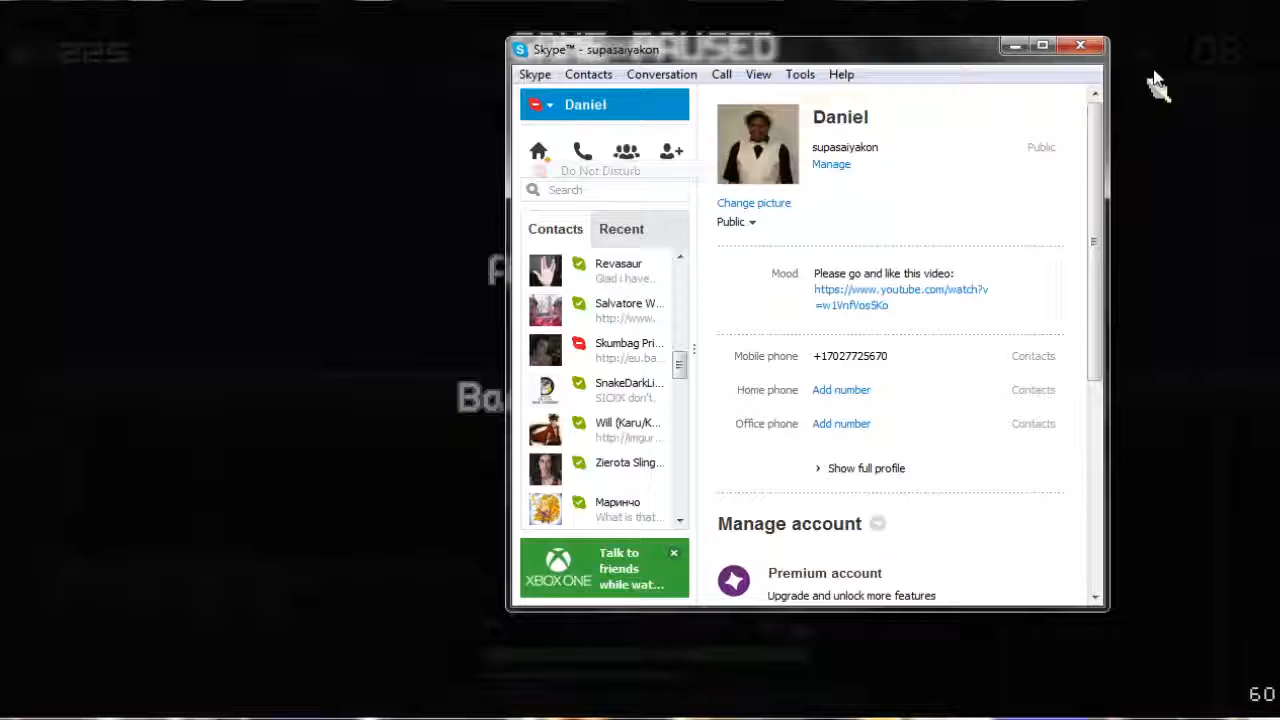 Skype™ - supasaiyakon
Skype Contacts Conversation Call View Tools Help
Daniel
Do Not Disturb
Search
Contacts Recent
Revasaur
Glad i have..
Salvatore W...
http://www.
Skumbag Pri...
http://eu.ba...
SnakeDarkLi...
SICKK don't.
Will (Karu/K...
http://imgur...
Zierota Sling...
Маринчо
What is that...
XBOX ONE
Talk to
friends
while wat...
Daniel
supasaiyakon Public
Manage
Change picture
Public
Mood Please go and like this video:
https://www.youtube.com/watch?v
=w1VnfVos5Ko
Mobile phone +17027725670 Contacts
Home phone Add number Contacts
Office phone Add number Contacts
Show full profile
Manage account
Premium account
Upgrade and unlock more features
60